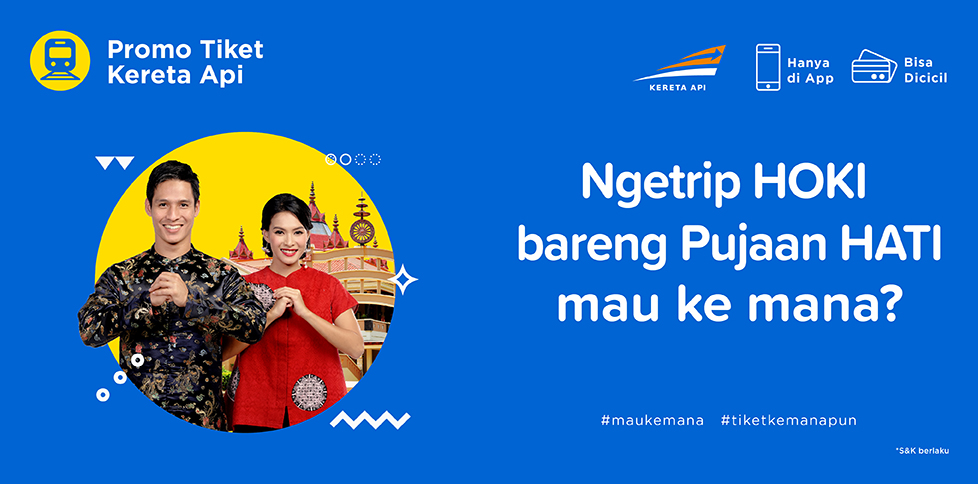 Promo Tiket
Kereta Api
KERETA API
Hanya
di App
Bisa
Dicicil
Ngetrip HOKI
bareng Pujaan HATI
mau ke mana?
#maukemana #tiketkemanapun
*S&K berlaku